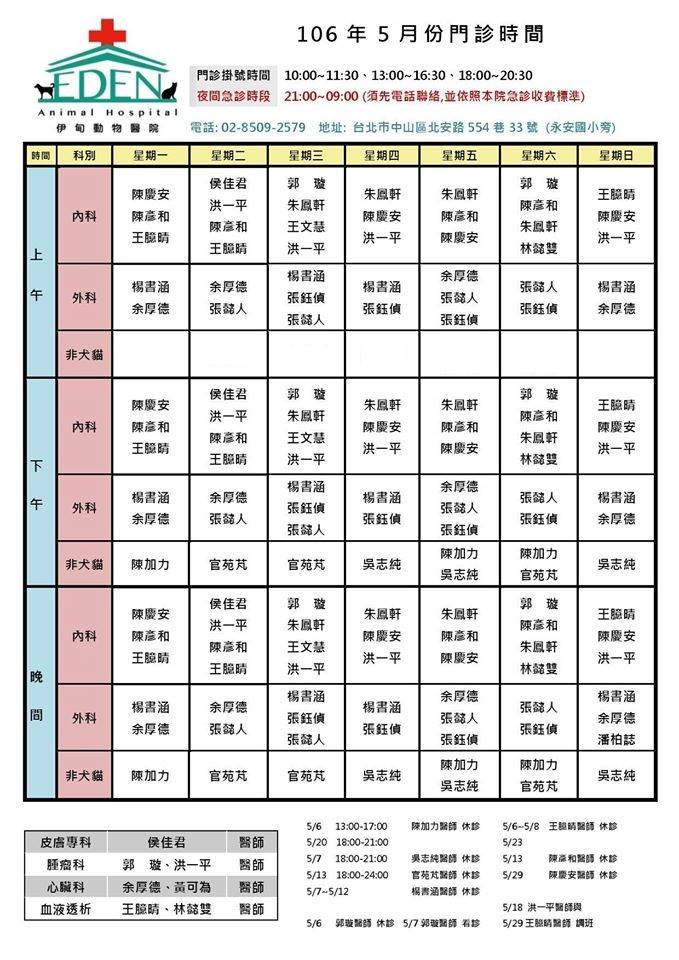 EDEN
Animal Hospital
伊甸動物醫院
106 年 5 月份門診時間
門診掛號時間 10:00~11:30、13:00~16:30、18:00~20:30
夜間急診時段 21:00~09:00 (須先電話聯絡,並依照本院急診收費標準)
電話: 02-8509-2579 地址: 台北市中山區北安路 554 巷 33 號 (永安國小旁)
時間 科別 星期一 星期二 星期三 星期四 星期五 星期六 星期日
上午
內科
陳慶安 陳彥和 王臆晴
侯佳君 洪一平 陳彥和 王臆晴
郭 璇 朱鳳軒 王文慧 洪一平
朱鳳軒 陳慶安 洪一平
朱鳳軒 陳彥和 陳慶安
郭 璇 陳彥和 朱鳳軒 林懿雙
王臆晴 陳慶安 洪一平
外科
楊書涵 余厚德
余厚德 張懿人
楊書涵 張鈺偵 張懿人
楊書涵 張鈺偵
余厚德 張懿人 張鈺偵
張懿人 張鈺偵
楊書涵 余厚德
非犬貓
下午
內科
陳慶安 陳彥和 王臆晴
侯佳君 洪一平 陳彥和 王臆晴
郭 璇 朱鳳軒 王文慧 洪一平
朱鳳軒 陳慶安 洪一平
朱鳳軒 陳彥和 陳慶安
郭 璇 陳彥和 朱鳳軒 林懿雙
王臆晴 陳慶安 洪一平
外科
楊書涵 余厚德
余厚德 張懿人
楊書涵 張鈺偵 張懿人
楊書涵 張鈺偵
余厚德 張懿人 張鈺偵
張懿人 張鈺偵
楊書涵 余厚德
非犬貓
陳加力
官苑芃
官苑芃
吳志純
陳加力 吳志純
陳加力 官苑芃
吳志純
晚間
內科
陳慶安 陳彥和 王臆晴
侯佳君 洪一平 陳彥和 王臆晴
郭 璇 朱鳳軒 王文慧 洪一平
朱鳳軒 陳慶安 洪一平
朱鳳軒 陳彥和 陳慶安
郭 璇 陳彥和 朱鳳軒 林懿雙
王臆晴 陳慶安 洪一平
外科
楊書涵 余厚德
余厚德 張懿人
楊書涵 張鈺偵 張懿人
楊書涵 張鈺偵
余厚德 張懿人 張鈺偵
張懿人 張鈺偵
楊書涵 余厚德 潘柏誌
非犬貓
陳加力
官苑芃
官苑芃
吳志純
陳加力 吳志純
陳加力 官苑芃
吳志純
皮膚專科 侯佳君 醫師
腫瘤科 郭 璇、洪一平 醫師
心臟科 余厚德、黃可為 醫師
血液透析 王臆晴、林懿雙 醫師
5/6 13:00-17:00 陳加力醫師 休診
5/20 18:00-21:00
5/7 18:00-21:00 吳志純醫師 休診
5/13 18:00-24:00 官苑芃醫師 休診
5/7~5/12 楊書涵醫師 休診
5/6 郭璇醫師 休診 5/7 郭璇醫師 看診
5/6~5/8 王臆晴醫師 休診
5/23
5/13 陳彥和醫師 休診
5/29 陳慶安醫師 休診
5/18 洪一平醫師與
5/29 王臆晴醫師 調班